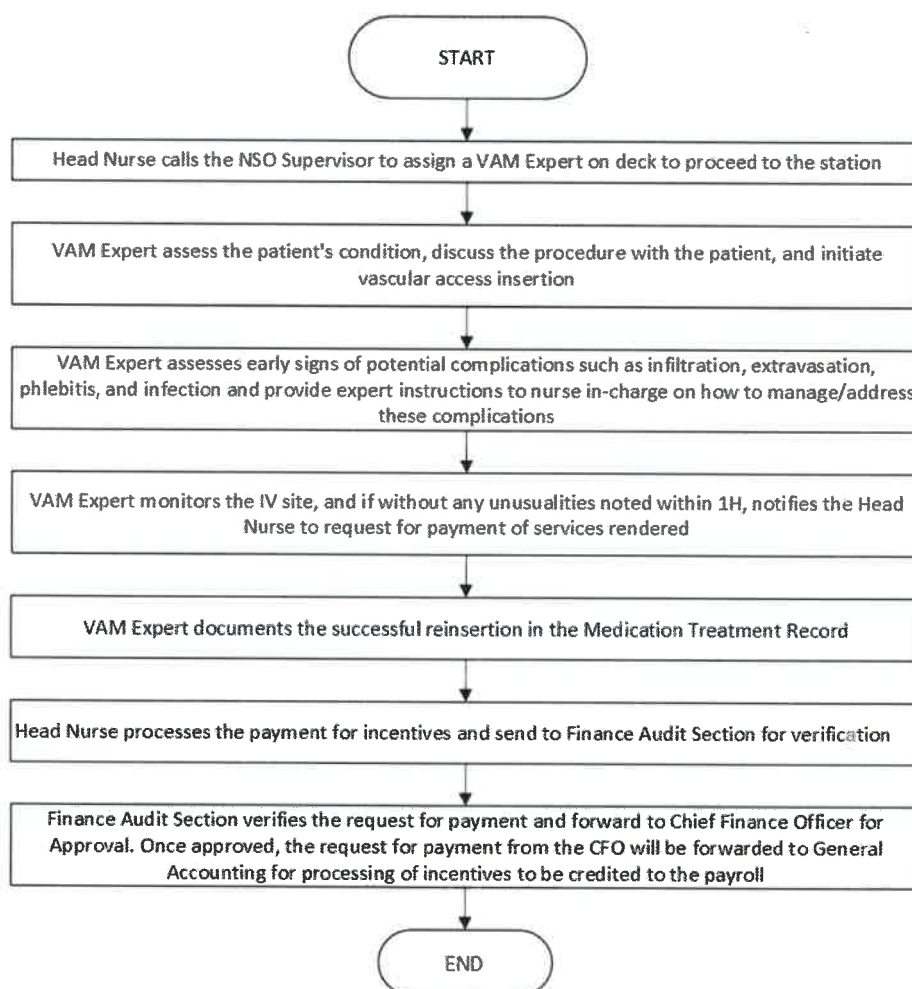 START
Head Nurse calls the NSO Supervisor to assign a VAM Expert on deck to proceed to the station
VAM Expert assess the patient's condition, discuss the procedure with the patient, and initiate
vascular access insertion
VAM Expert assesses early signs of potential complications such as infiltration, extravasation,
phlebitis, and infection and provide expert instructions to nurse in-charge on how to manage/address
these complications
VAM Expert monitors the IV site, and if without any unusualities noted within 1H, notifies the Head
Nurse to request for payment of services rendered
VAM Expert documents the successful reinsertion in the Medication Treatment Record
Head Nurse processes the payment for incentives and send to Finance Audit Section for verification
Finance Audit Section verifies the request for payment and forward to Chief Finance Officer for
Approval. Once approved, the request for payment from the CFO will be forwarded to General
Accounting for processing of incentives to be credited to the payroll
END